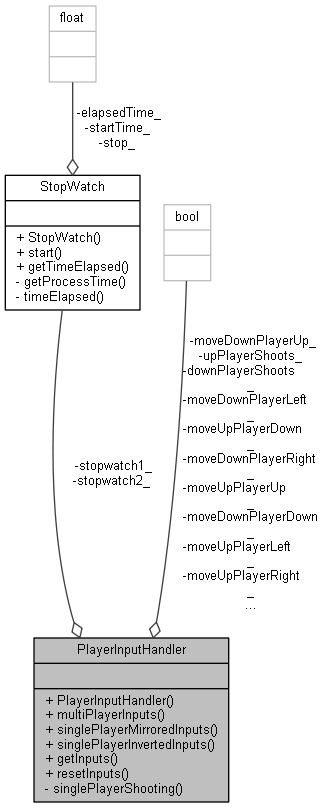 float
-elapsedTime_
-startTime_
-stop_
StopWatch
+ StopWatch()
+ start()
+ getTimeElapsed()
- getProcessTime()
- timeElapsed()
bool
-moveDownPlayerUp_
-upPlayerShoots_
-downPlayerShoots
_
-moveDownPlayerLeft
_
-moveUpPlayerDown
_
-moveDownPlayerRight
_
-moveUpPlayerUp
_
-moveDownPlayerDown
_
-moveUpPlayerLeft
_
-moveUpPlayerRight
_
...
-stopwatch1_
-stopwatch2_
PlayerInputHandler
+ PlayerInputHandler()
+ multiPlayerInputs()
+ singlePlayerMirroredInputs()
+ singlePlayerInvertedInputs()
+ getInputs()
+ resetInputs()
- singlePlayerShooting()